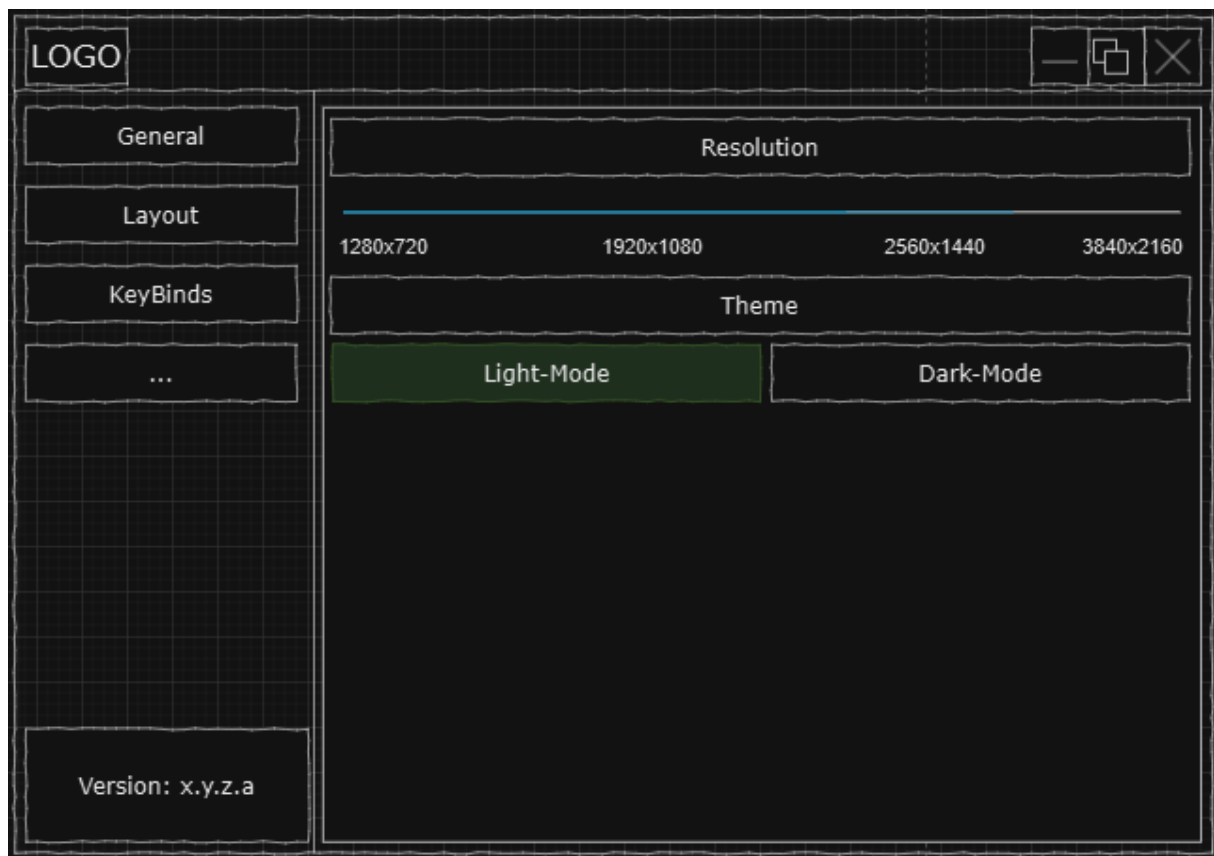 LOGO
General
Layout
KeyBinds
...
Version: x.y.z.a
Resolution
1280x720 1920x1080 2560x1440 3840x2160
Theme
Light-Mode Dark-Mode